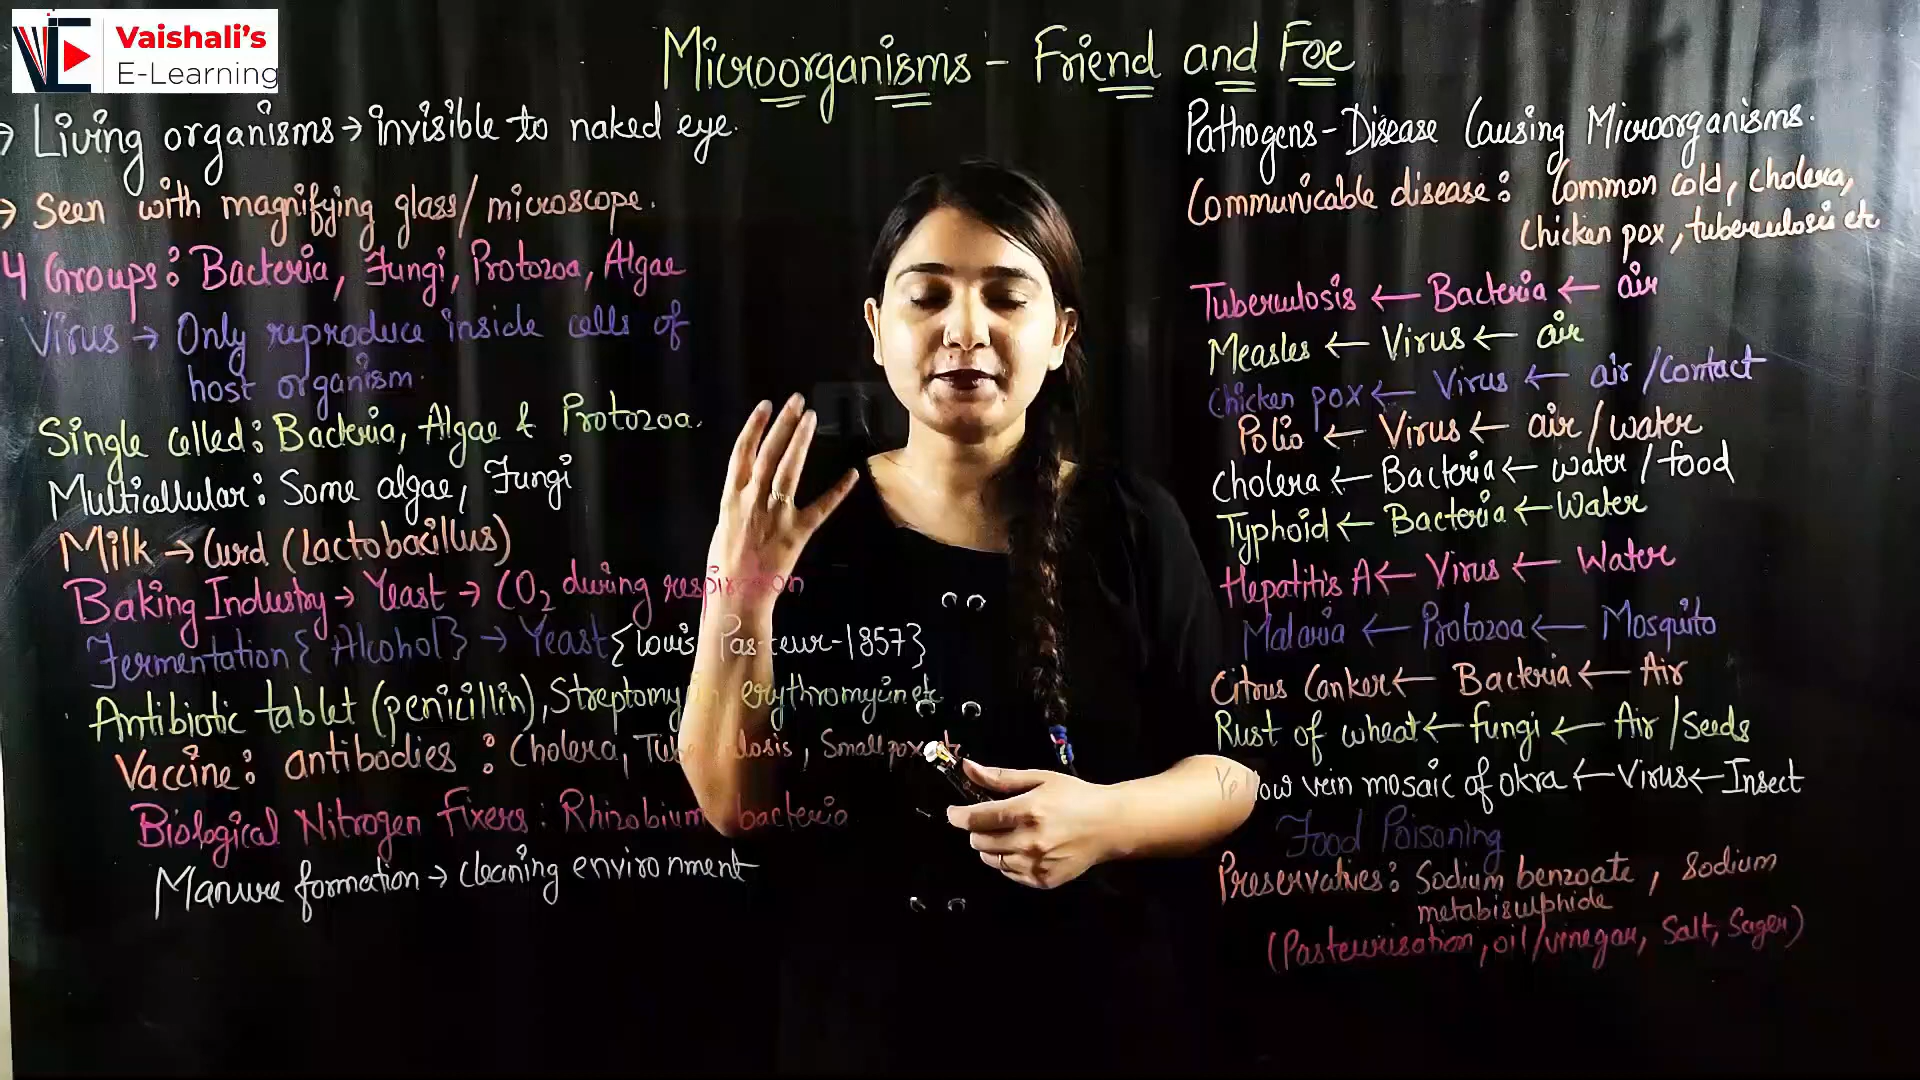 Vaishali's
E-Learning
Microorganisms - Friend and Foe
→ Living organisms → invisible to naked eye.
→ Seen with magnifying glass/microscope.
4 Groups: Bacteria, Fungi, Protozoa, Algae
Virus → Only reproduce inside cells of
host organism.
Single celled: Bacteria, Algae & Protozoa.
Multicellular: Some algae, Fungi
Milk → Curd (Lactobacillus)
Baking Industry → Yeast → CO₂ during respiration
Fermentation {Alcohol} → Yeast {Louis Pasteur-1857}
Antibiotic tablet (penicillin), erythromycin etc
Vaccine: antibodies: Cholera, Smallpox
Biological Nitrogen Fixers: Rhizobium bacteria
Manure formation → cleaning environment
Pathogens - Disease Causing Microorganisms.
Communicable disease: Common cold, cholera,
Chicken pox, tuberculosis etc
Tuberculosis ← Bacteria ← air
Measles ← Virus ← air
Chicken pox ← Virus ← air/contact
Polio ← Virus ← air/water
Cholera ← Bacteria ← water/food
Typhoid ← Bacteria ← Water
Hepatitis A ← Virus ← Water
Malaria ← Protozoa ← Mosquito
Citrus Canker ← Bacteria ← Air
Rust of wheat ← fungi ← Air/Seeds
Yellow vein mosaic of okra ← Virus ← Insect
Food Poisoning
Preservatives: Sodium benzoate, Sodium
metabisulphide
(Pasteurisation, oil/vinegar, Salt, Sager)